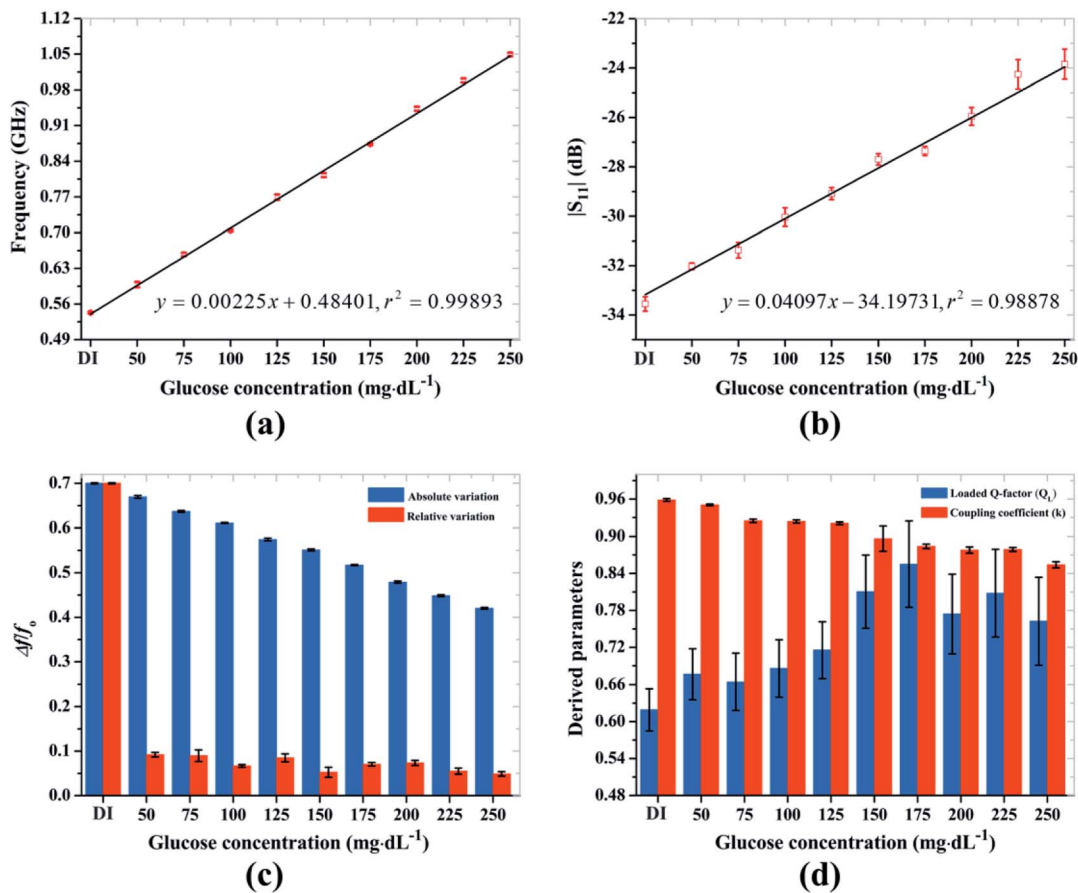 1.12
1.05
0.98
0.91
0.84
0.77
0.70
0.63
0.56
0.49
Frequency (GHz)
y = 0.00225x + 0.48401, r² = 0.99893
DI 50 75 100 125 150 175 200 225 250
Glucose concentration (mg·dL⁻¹)
(a)
-22
-24
-26
-28
-30
-32
-34
|S₁₁| (dB)
y = 0.04097x − 34.19731, r² = 0.98878
DI 50 75 100 125 150 175 200 225 250
Glucose concentration (mg·dL⁻¹)
(b)
0.7
0.6
0.5
0.4
0.3
0.2
0.1
0.0
Δf/fₒ
Absolute variation
Relative variation
DI 50 75 100 125 150 175 200 225 250
Glucose concentration (mg·dL⁻¹)
(c)
0.96
0.90
0.84
0.78
0.72
0.66
0.60
0.54
0.48
Derived parameters
Loaded Q-factor (Q_L)
Coupling coefficient (k)
DI 50 75 100 125 150 175 200 225 250
Glucose concentration (mg·dL⁻¹)
(d)